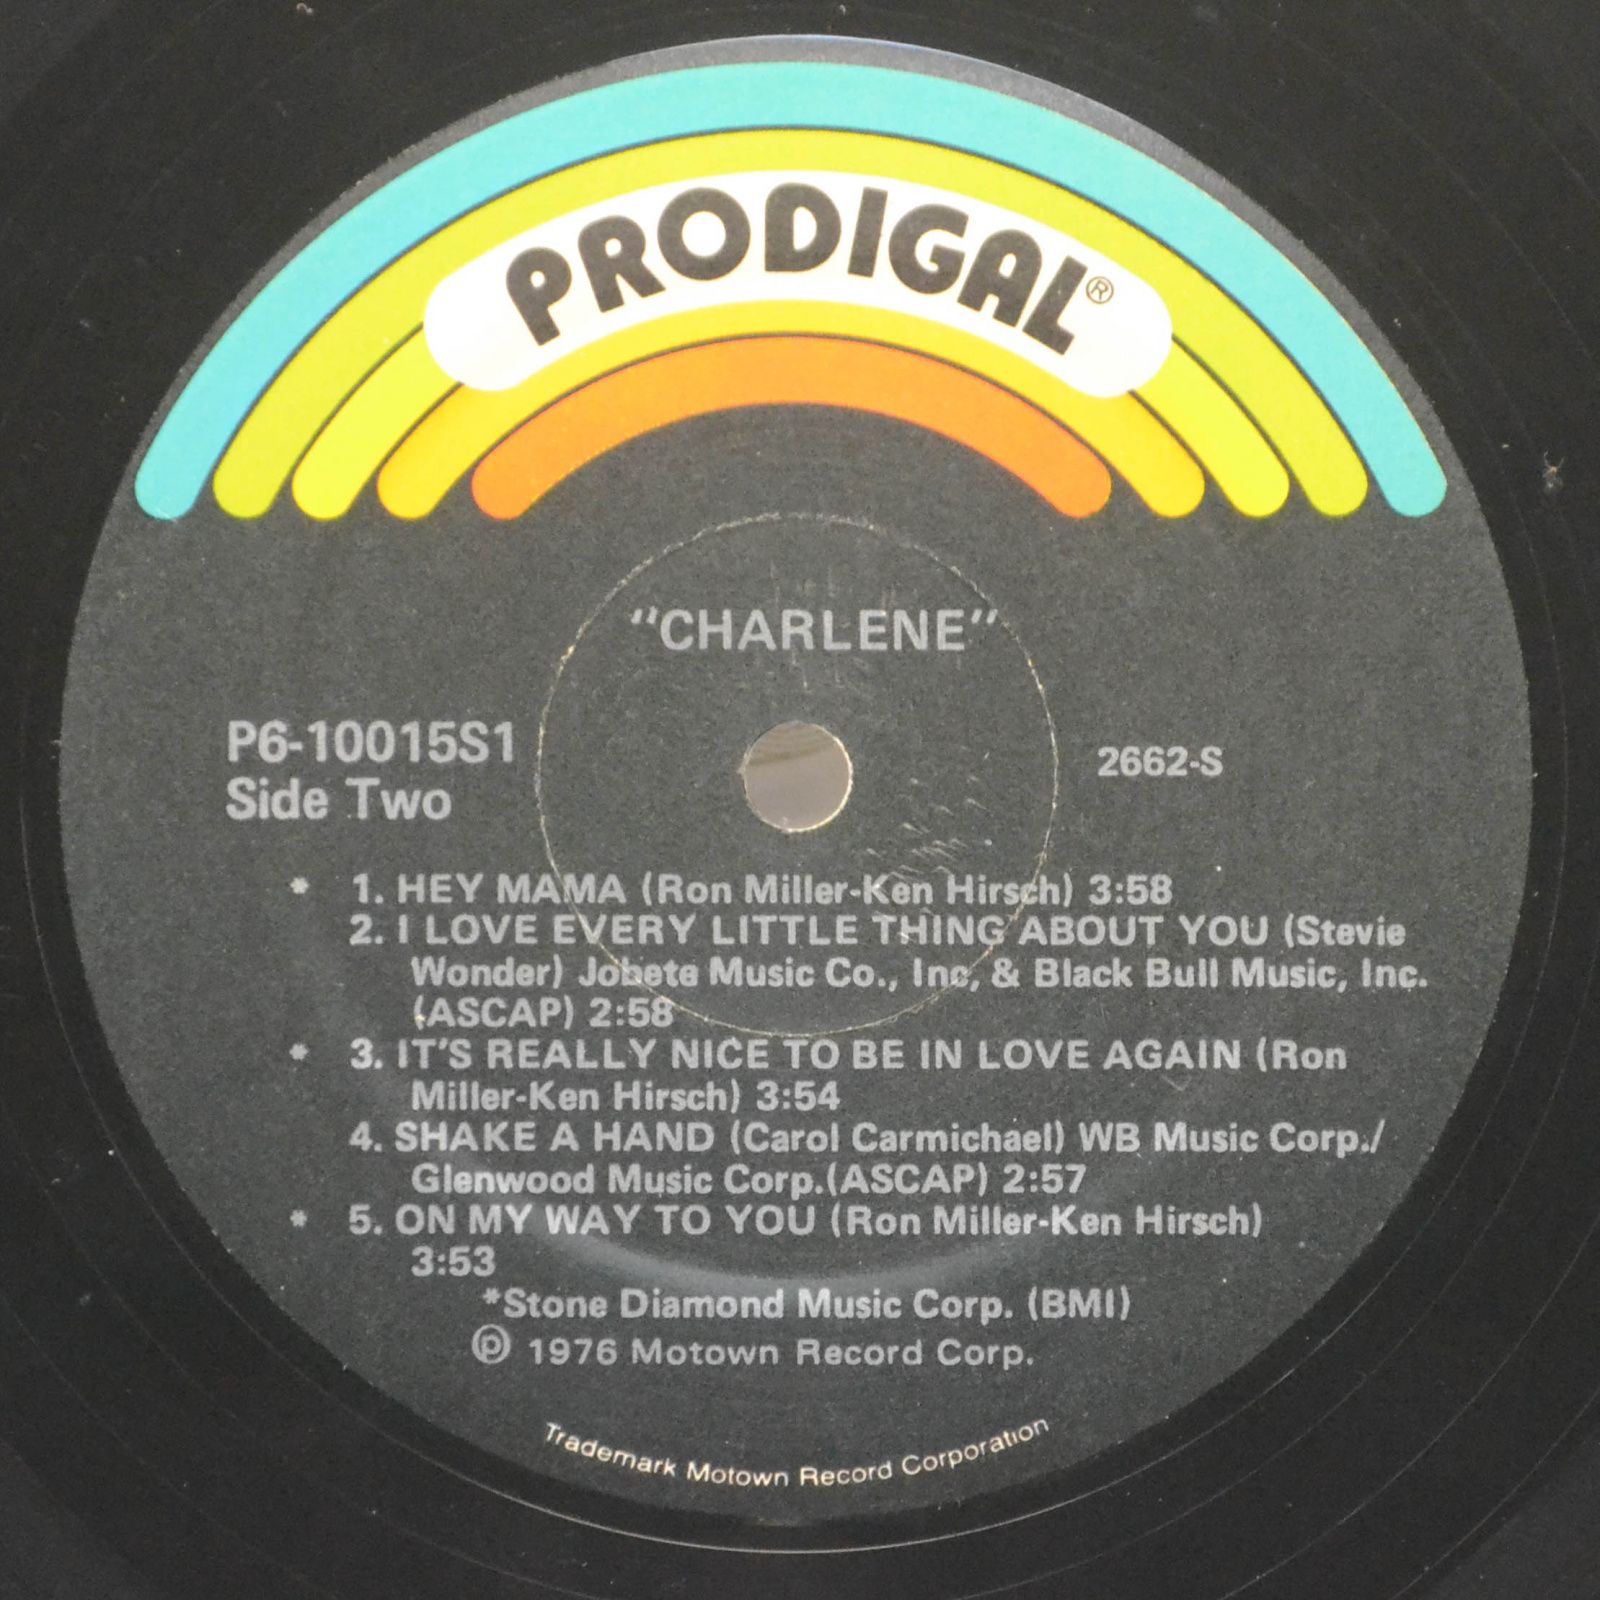 PRODIGAL®
"CHARLENE"
P6-10015S1
Side Two
2662-S
* 1. HEY MAMA (Ron Miller-Ken Hirsch) 3:58
2. I LOVE EVERY LITTLE THING ABOUT YOU (Stevie
Wonder) Jobete Music Co., Inc, & Black Bull Music, Inc.
(ASCAP) 2:58
* 3. IT'S REALLY NICE TO BE IN LOVE AGAIN (Ron
Miller-Ken Hirsch) 3:54
4. SHAKE A HAND (Carol Carmichael) WB Music Corp./
Glenwood Music Corp.(ASCAP) 2:57
* 5. ON MY WAY TO YOU (Ron Miller-Ken Hirsch)
3:53
*Stone Diamond Music Corp. (BMI)
℗ 1976 Motown Record Corp.
Trademark Motown Record Corporation